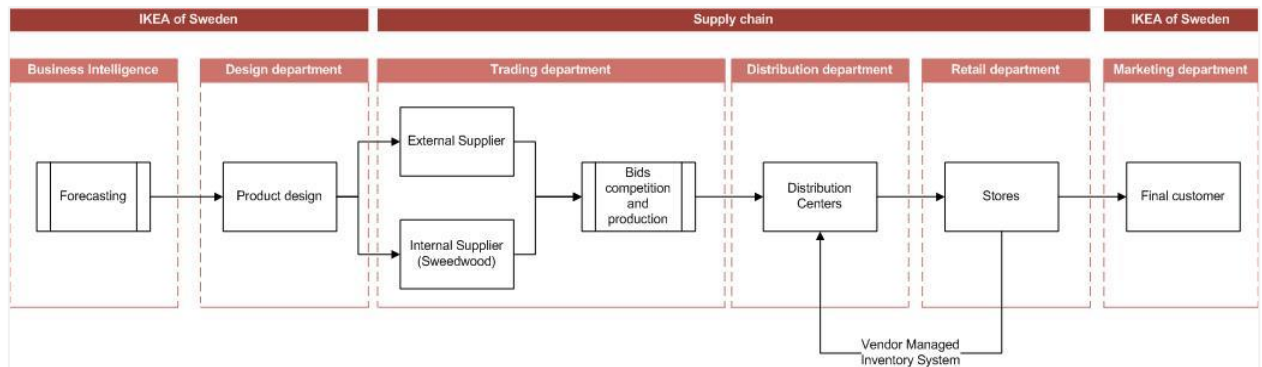 IKEA of Sweden
Supply chain
IKEA of Sweden
Business Intelligence
Design department
Trading department
Distribution department
Retail department
Marketing department
Forecasting
Product design
External Supplier
Internal Supplier
(Sweedwood)
Bids
competition
and
production
Distribution
Centers
Stores
Final customer
Vendor Managed
Inventory System